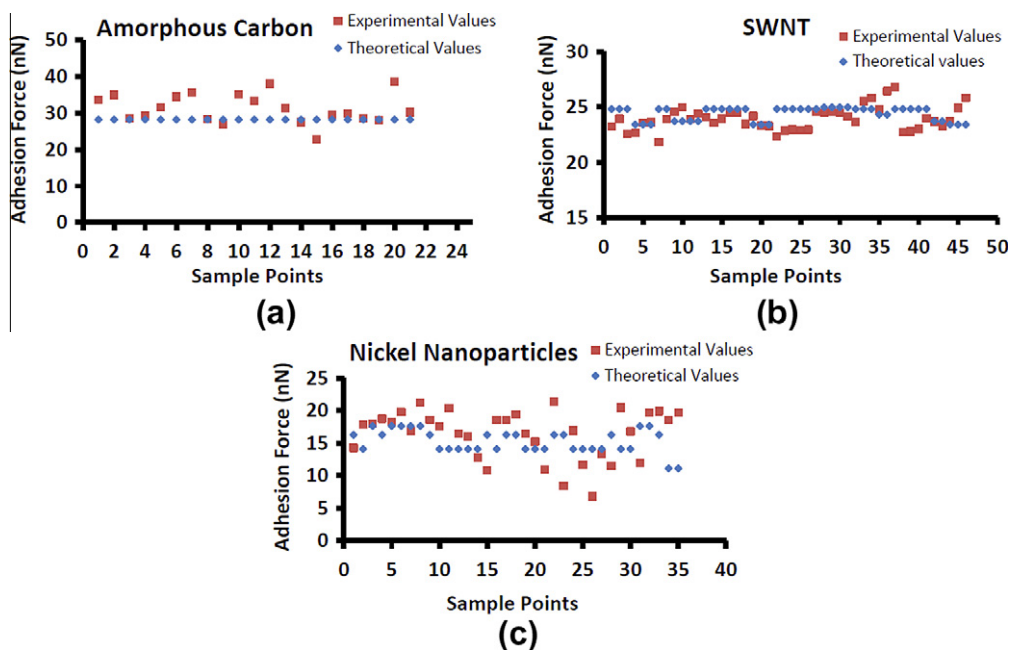 Amorphous Carbon
Experimental Values
Theoretical Values
Adhesion Force (nN)
50
40
30
20
10
0
0 2 4 6 8 10 12 14 16 18 20 22 24
Sample Points
(a)
SWNT
Experimental Values
Theoretical values
Adhesion Force (nN)
30
25
20
15
0 5 10 15 20 25 30 35 40 45 50
Sample Points
(b)
Nickel Nanoparticles
Experimental Values
Theoretical Values
Adhesion Force (nN)
25
20
15
10
5
0
0 5 10 15 20 25 30 35 40
Sample Points
(c)